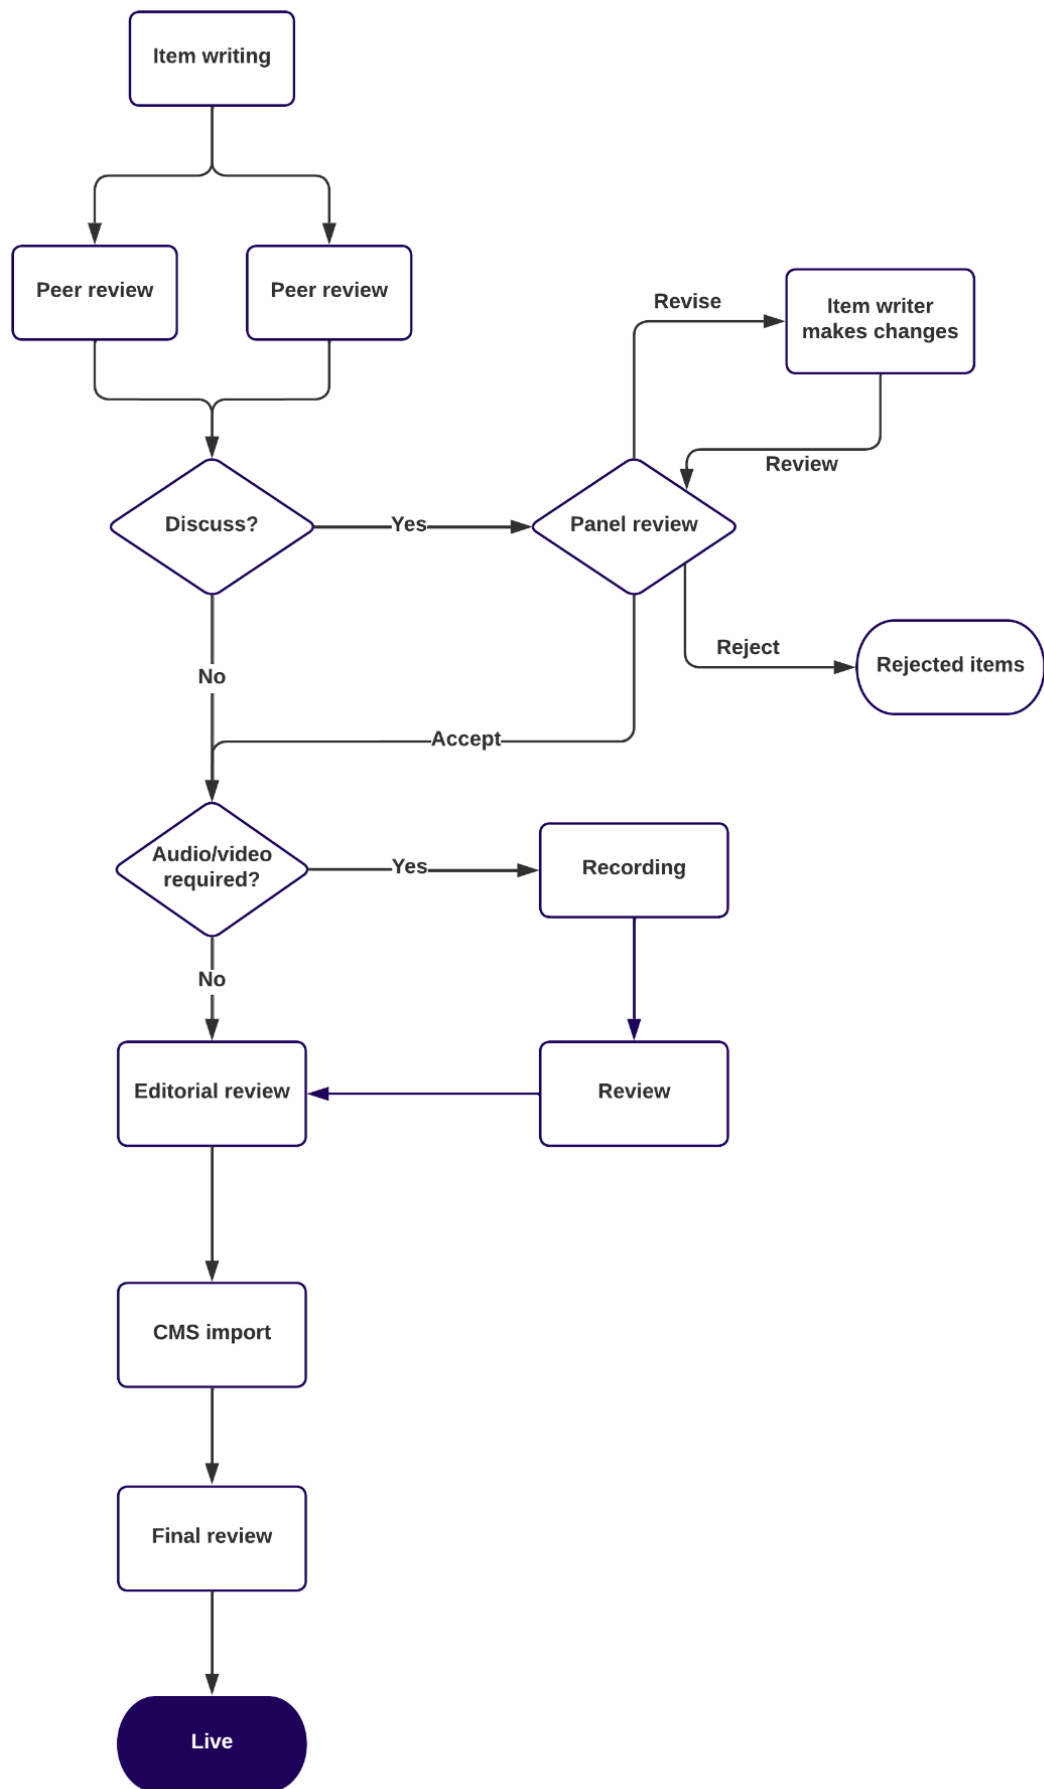 Item writing
Peer review
Peer review
Revise
Item writer
makes changes
Review
Discuss?
Yes
Panel review
Reject
Rejected items
No
Accept
Audio/video
required?
Yes
Recording
No
Editorial review
Review
CMS import
Final review
Live